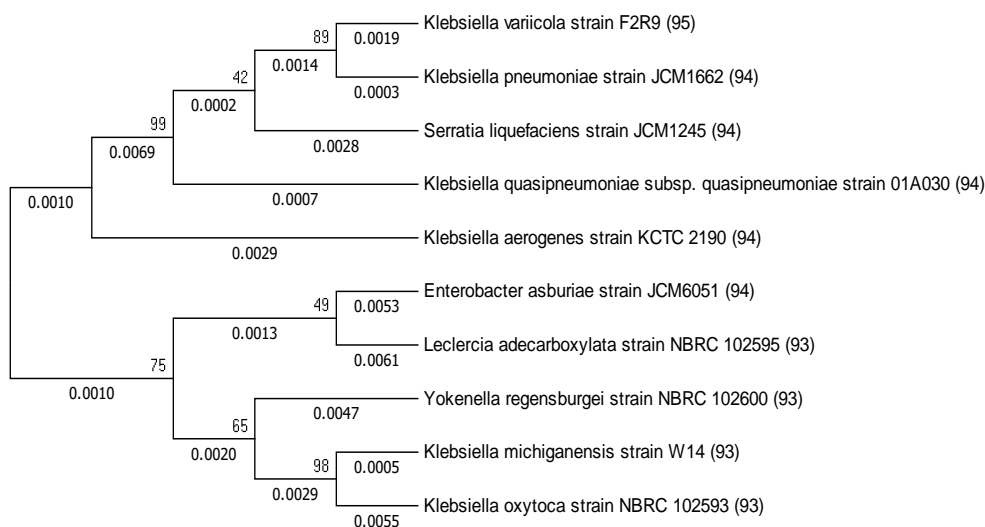 Klebsiella variicola strain F2R9 (95)
89
0.0019
0.0014
Klebsiella pneumoniae strain JCM1662 (94)
42
0.0003
0.0002
Serratia liquefaciens strain JCM1245 (94)
99
0.0028
0.0069
Klebsiella quasipneumoniae subsp. quasipneumoniae strain 01A030 (94)
0.0007
0.0010
Klebsiella aerogenes strain KCTC 2190 (94)
0.0029
Enterobacter asburiae strain JCM6051 (94)
49
0.0053
0.0013
Leclercia adecarboxylata strain NBRC 102595 (93)
75
0.0061
0.0010
Yokenella regensburgei strain NBRC 102600 (93)
0.0047
65
Klebsiella michiganensis strain W14 (93)
0.0020
98
0.0005
0.0029
Klebsiella oxytoca strain NBRC 102593 (93)
0.0055